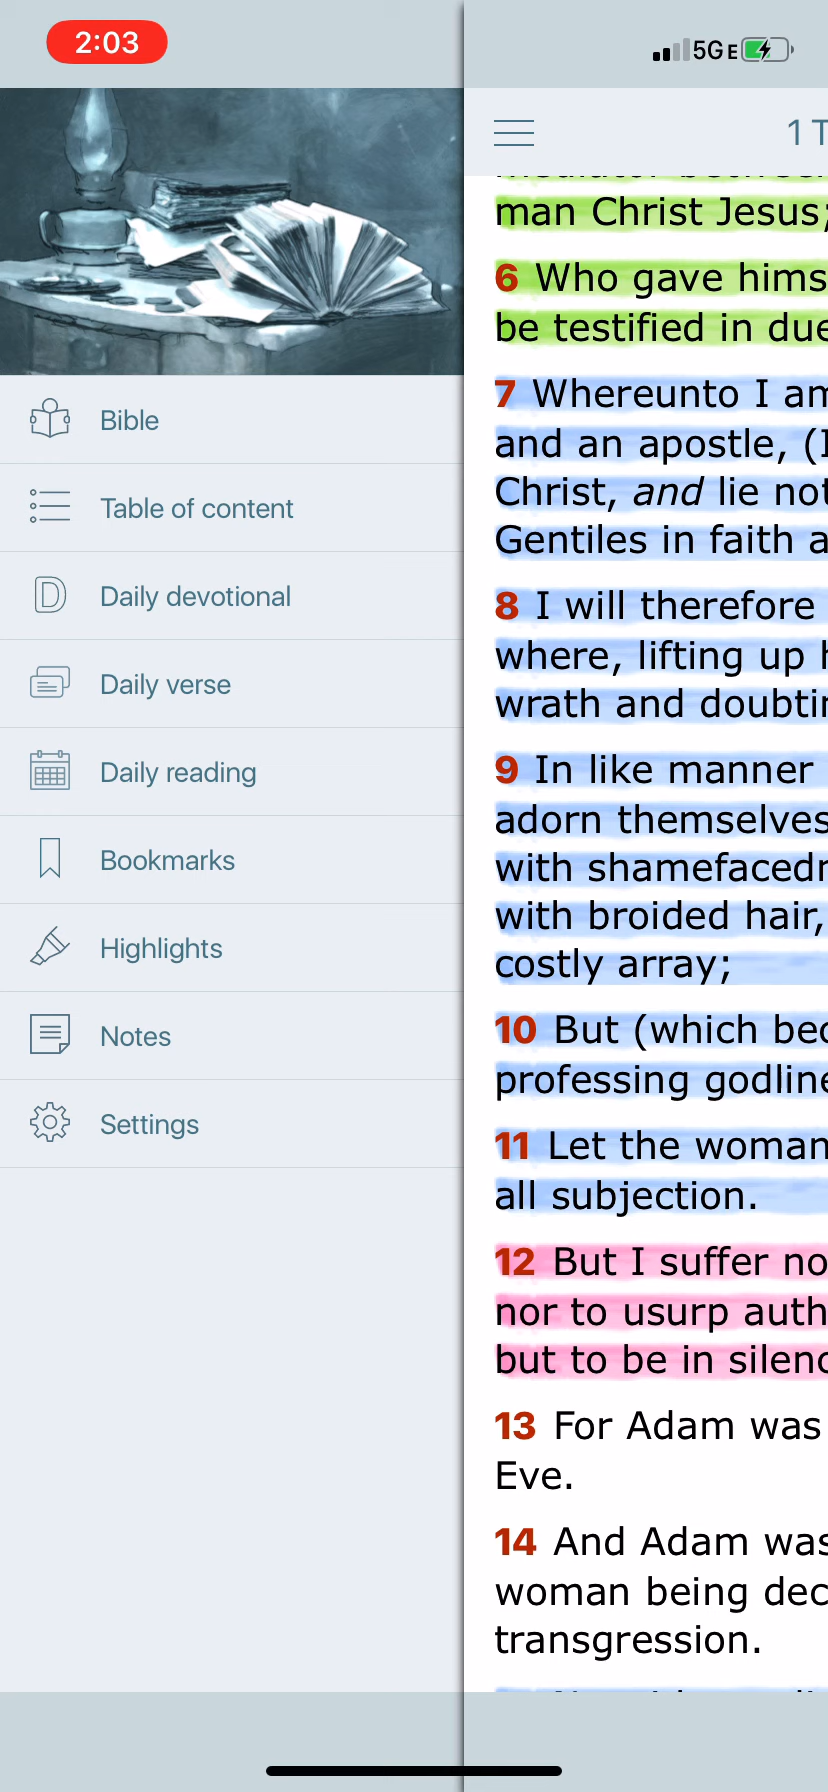 2:03
5G E
1 T
man Christ Jesus;
6 Who gave hims
be testified in due
7 Whereunto I am
and an apostle, (I
Christ, and lie not
Gentiles in faith a
8 I will therefore
where, lifting up h
wrath and doubtin
9 In like manner
adorn themselves
with shamefacedn
with broided hair,
costly array;
10 But (which bec
professing godline
11 Let the woman
all subjection.
12 But I suffer no
nor to usurp auth
but to be in silenc
13 For Adam was
Eve.
14 And Adam was
woman being dec
transgression.
Bible
Table of content
Daily devotional
Daily verse
Daily reading
Bookmarks
Highlights
Notes
Settings